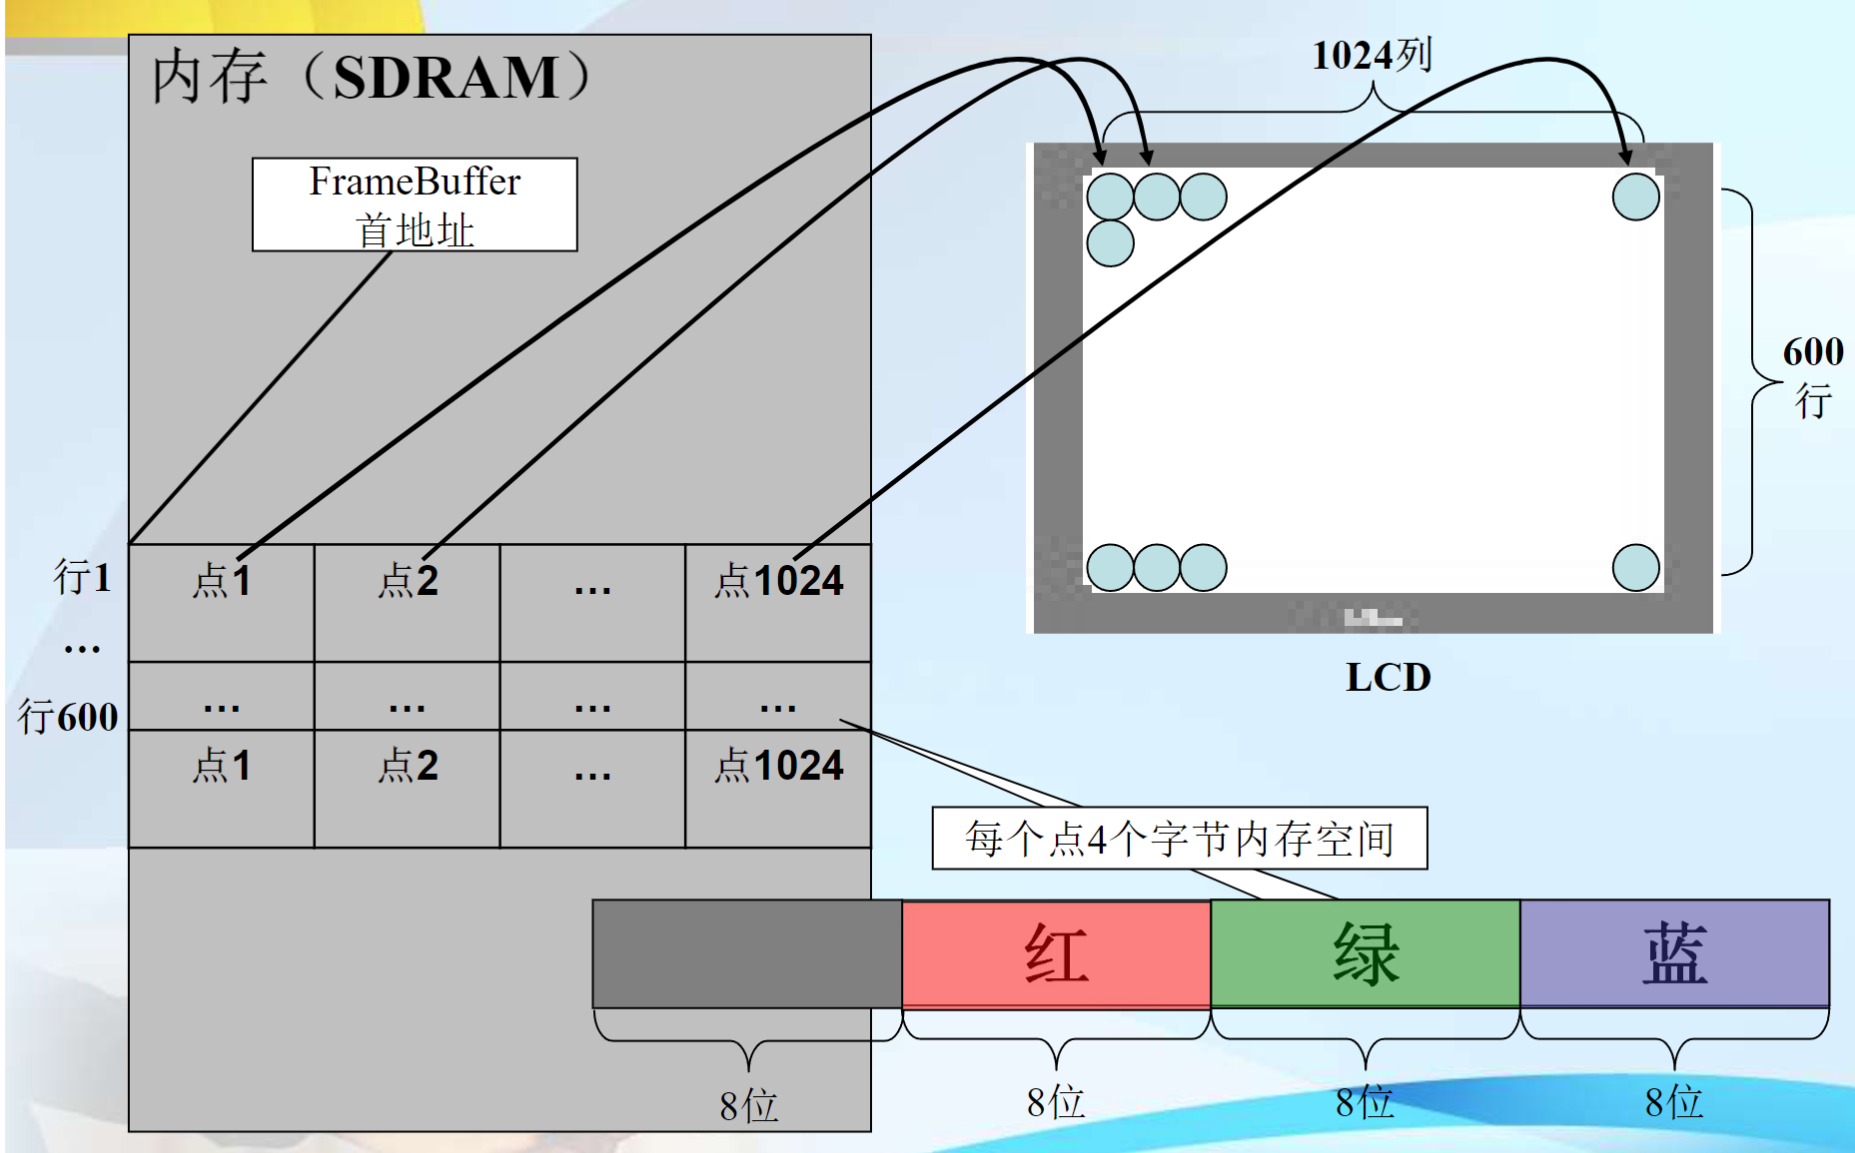 内存（SDRAM）
1024列
FrameBuffer
首地址
600
行
行1
点1
点2
...
点1024
...
...
...
...
...
行600
点1
点2
...
点1024
LCD
每个点4个字节内存空间
红
绿
蓝
8位
8位
8位
8位